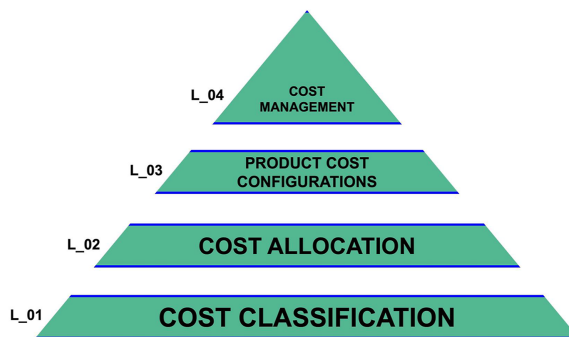 L_04
COST
MANAGEMENT
L_03
PRODUCT COST
CONFIGURATIONS
L_02
COST ALLOCATION
L_01
COST CLASSIFICATION